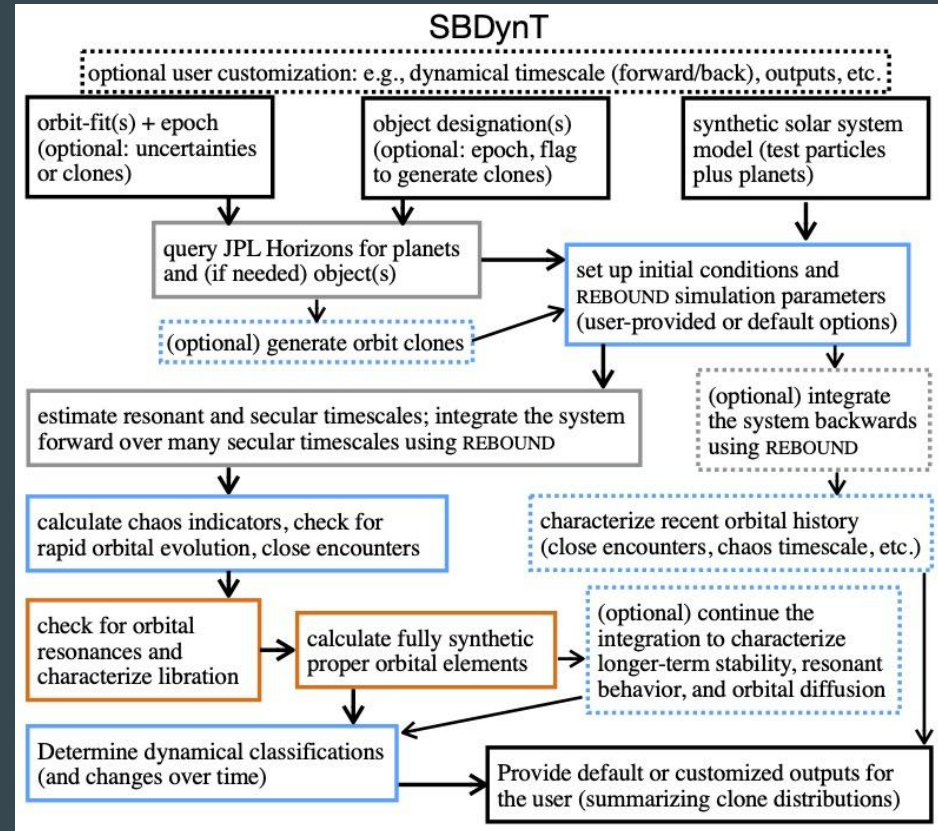 SBDynT
optional user customization: e.g., dynamical timescale (forward/back), outputs, etc.
orbit-fit(s) + epoch
(optional: uncertainties
or clones)
object designation(s)
(optional: epoch, flag
to generate clones)
synthetic solar system
model (test particles
plus planets)
query JPL Horizons for planets
and (if needed) object(s)
set up initial conditions and
REBOUND simulation parameters
(user-provided or default options)
(optional) generate orbit clones
estimate resonant and secular timescales; integrate the system
forward over many secular timescales using REBOUND
(optional) integrate
the system backwards
using REBOUND
calculate chaos indicators, check for
rapid orbital evolution, close encounters
characterize recent orbital history
(close encounters, chaos timescale, etc.)
check for orbital
resonances and
characterize libration
calculate fully synthetic
proper orbital elements
(optional) continue the
integration to characterize
longer-term stability, resonant
behavior, and orbital diffusion
Determine dynamical classifications
(and changes over time)
Provide default or customized outputs for
the user (summarizing clone distributions)